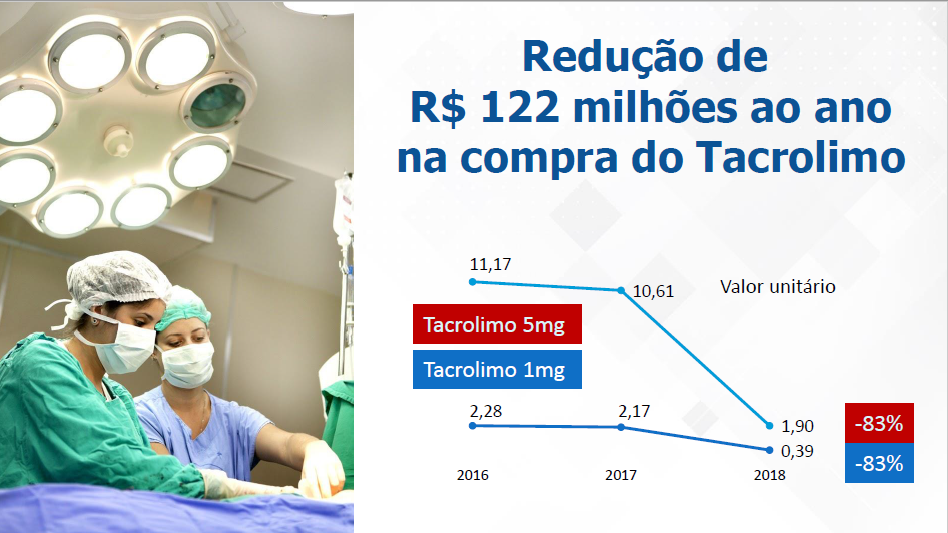 Redução de
R$ 122 milhões ao ano
na compra do Tacrolimo
11,17
10,61
Valor unitário
Tacrolimo 5mg
Tacrolimo 1mg
2,28
2,17
1,90
0,39
-83%
-83%
2016
2017
2018